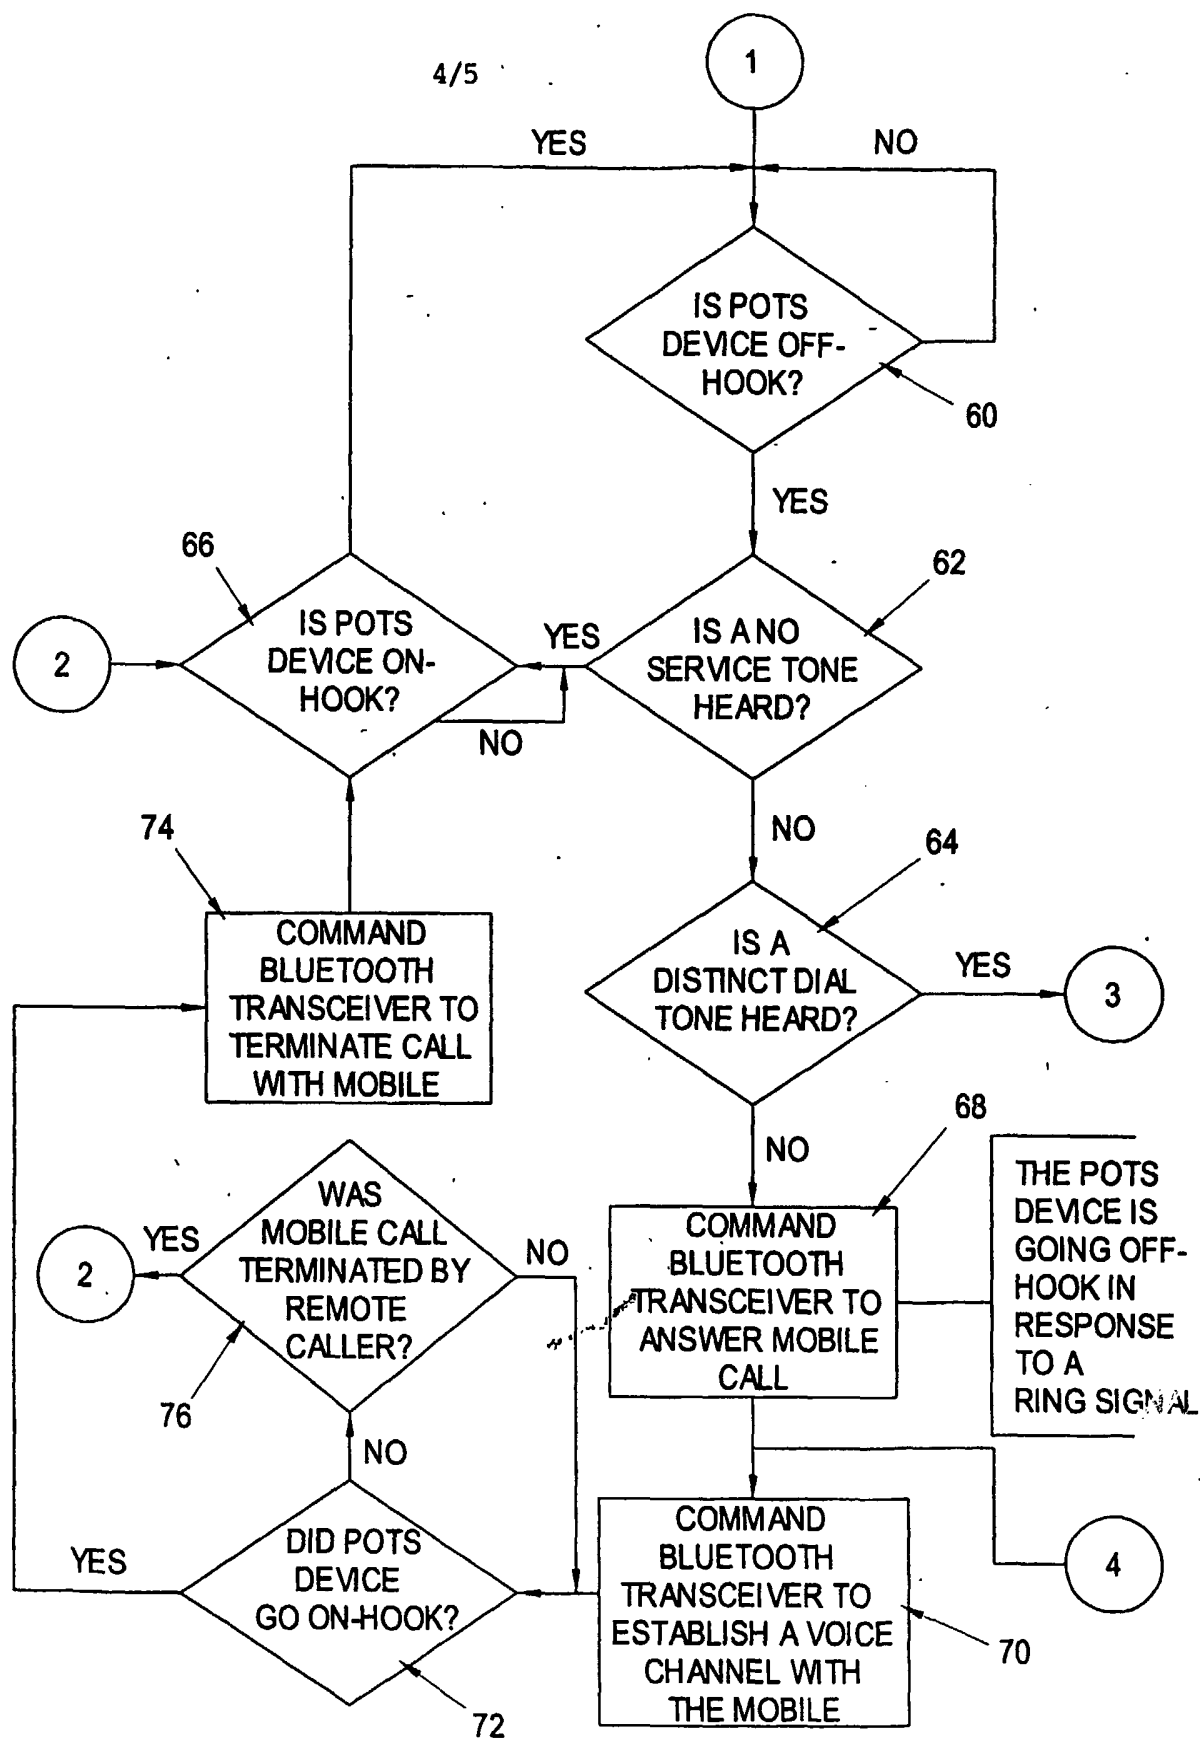 4/5
1
YES
NO
IS POTS
DEVICE OFF-
HOOK?
60
YES
66
62
2
IS POTS
DEVICE ON-
HOOK?
YES
IS A NO
SERVICE TONE
HEARD?
NO
74
NO
64
COMMAND
BLUETOOTH
TRANSCEIVER TO
TERMINATE CALL
WITH MOBILE
IS A
DISTINCT DIAL
TONE HEARD?
YES
3
68
NO
WAS
MOBILE CALL
TERMINATED BY
REMOTE
CALLER?
YES
2
NO
76
COMMAND
BLUETOOTH
TRANSCEIVER TO
ANSWER MOBILE
CALL
THE POTS
DEVICE IS
GOING OFF-
HOOK IN
RESPONSE
TO A
RING SIGNAL
NO
YES
DID POTS
DEVICE
GO ON-HOOK?
72
COMMAND
BLUETOOTH
TRANSCEIVER TO
ESTABLISH A VOICE
CHANNEL WITH
THE MOBILE
4
70